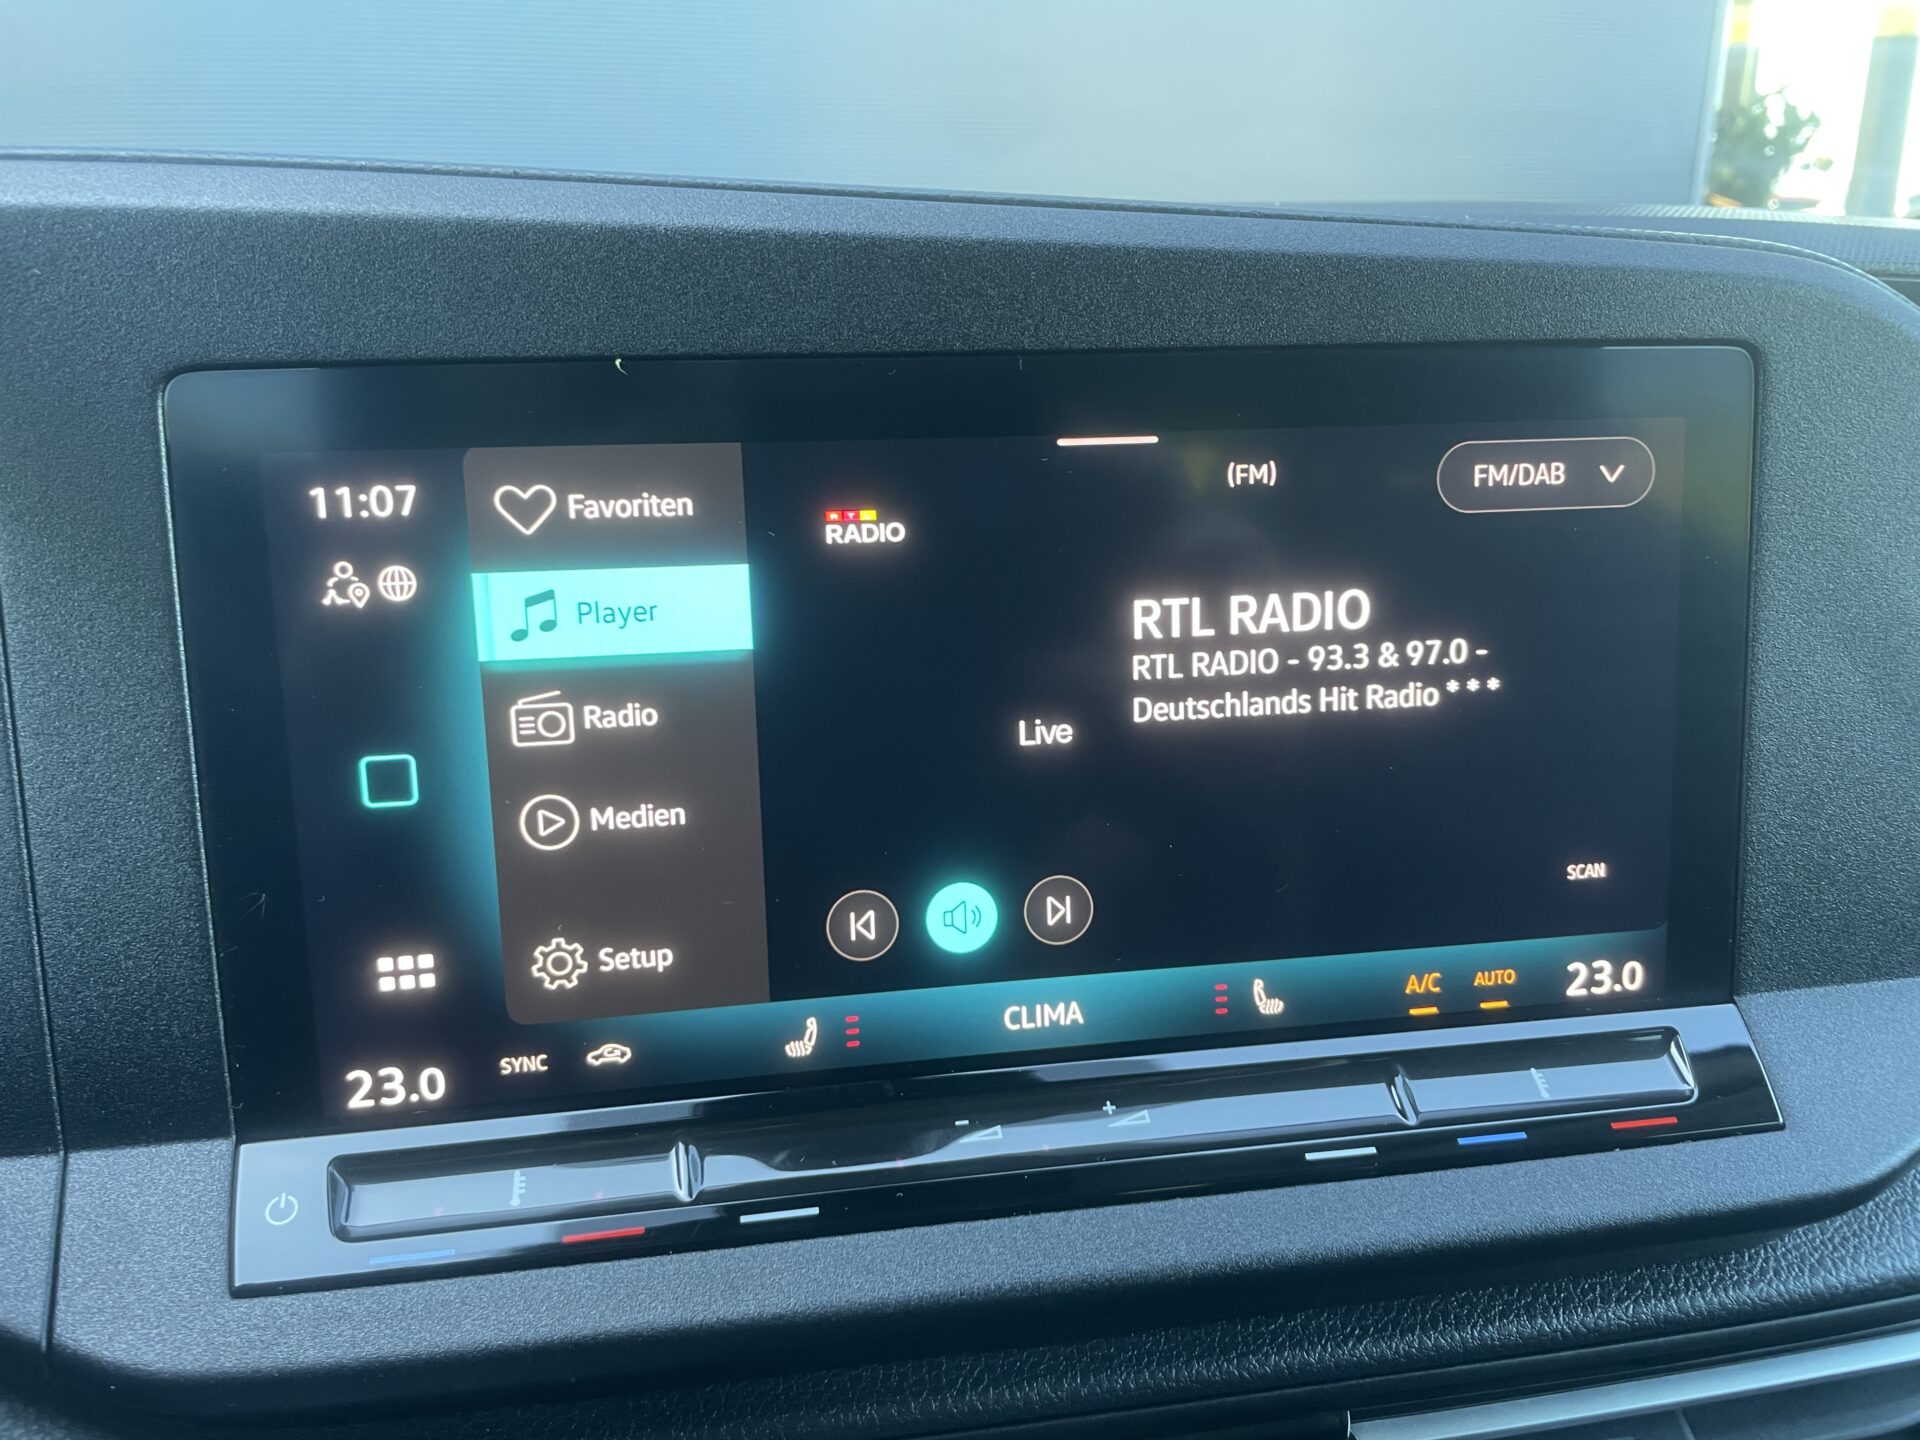 11:07
Favoriten
Player
Radio
Medien
Setup
RTL
RADIO
(FM)
FM/DAB
RTL RADIO
RTL RADIO - 93.3 & 97.0 -
Deutschlands Hit Radio * * *
Live
SCAN
23.0
SYNC
CLIMA
A/C
AUTO
23.0
- +